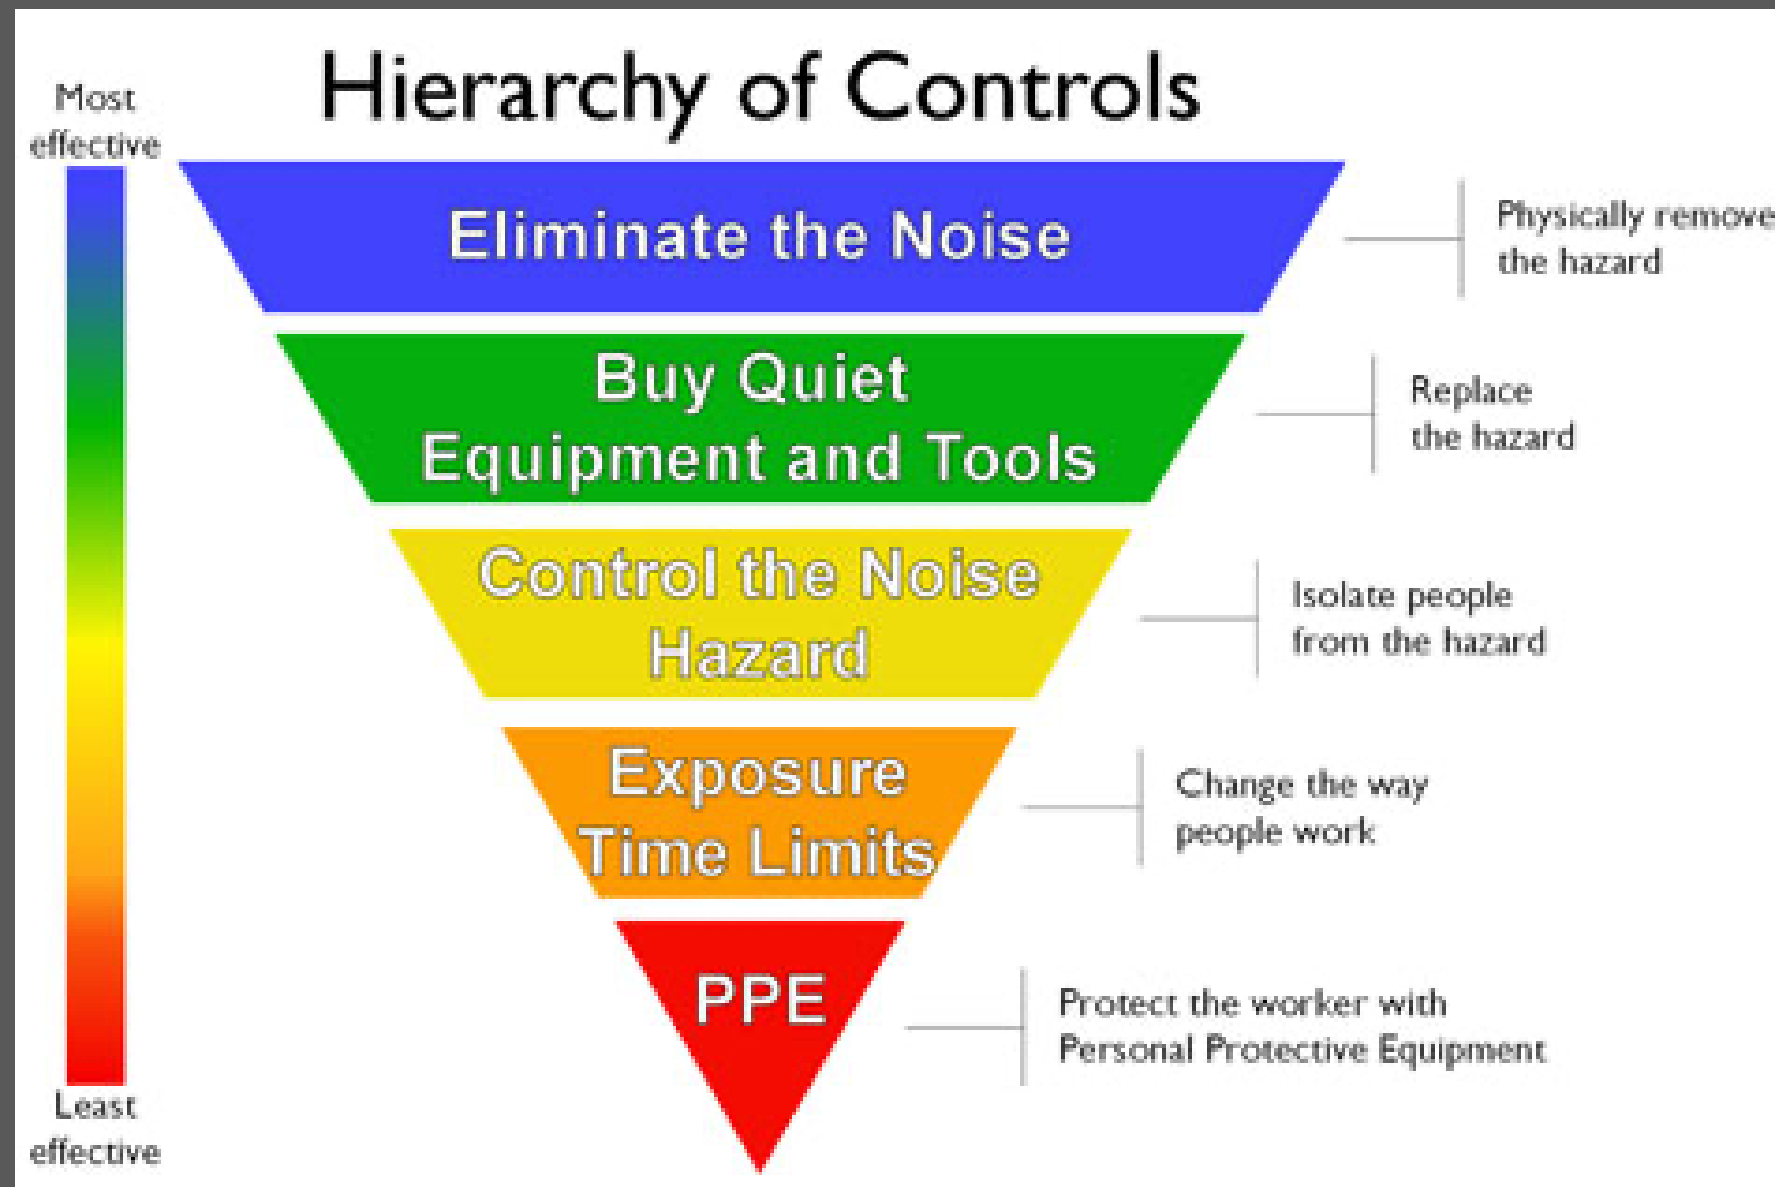 Hierarchy of Controls
Most
effective
Eliminate the Noise
Physically remove
the hazard
Buy Quiet
Equipment and Tools
Replace
the hazard
Control the Noise
Hazard
Isolate people
from the hazard
Exposure
Time Limits
Change the way
people work
PPE
Protect the worker with
Personal Protective Equipment
Least
effective